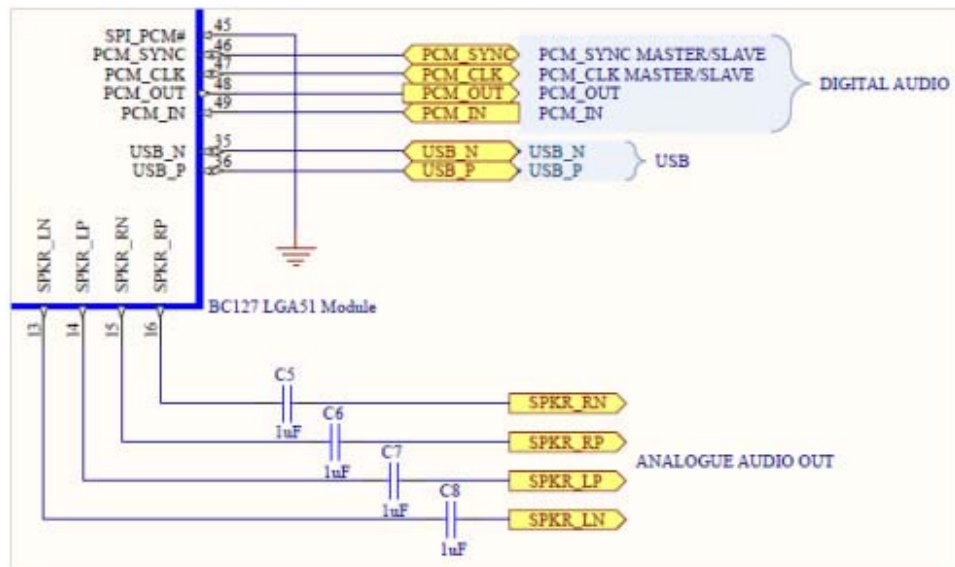 SPI_PCM# 45
PCM_SYNC 46 PCM_SYNC PCM_SYNC MASTER/SLAVE
PCM_CLK 47 PCM_CLK PCM_CLK MASTER/SLAVE
PCM_OUT 48 PCM_OUT PCM_OUT
PCM_IN 49 PCM_IN PCM_IN
DIGITAL AUDIO
USB_N 35 USB_N USB_N
USB_P 36 USB_P USB_P
USB
SPKR_LN
SPKR_LP
SPKR_RN
SPKR_RP
BC127 LGA51 Module
13
14
15
16
C5
1uF
SPKR_RN
C6
1uF
SPKR_RP
C7
1uF
SPKR_LP
C8
1uF
SPKR_LN
ANALOGUE AUDIO OUT